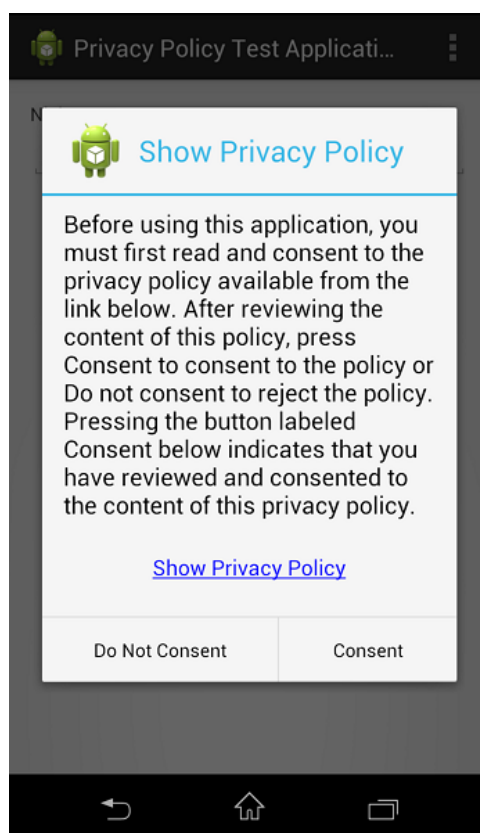 Privacy Policy Test Applicati...
Show Privacy Policy
Before using this application, you
must first read and consent to the
privacy policy available from the
link below. After reviewing the
content of this policy, press
Consent to consent to the policy or
Do not consent to reject the policy.
Pressing the button labeled
Consent below indicates that you
have reviewed and consented to
the content of this privacy policy.
Show Privacy Policy
Do Not Consent
Consent